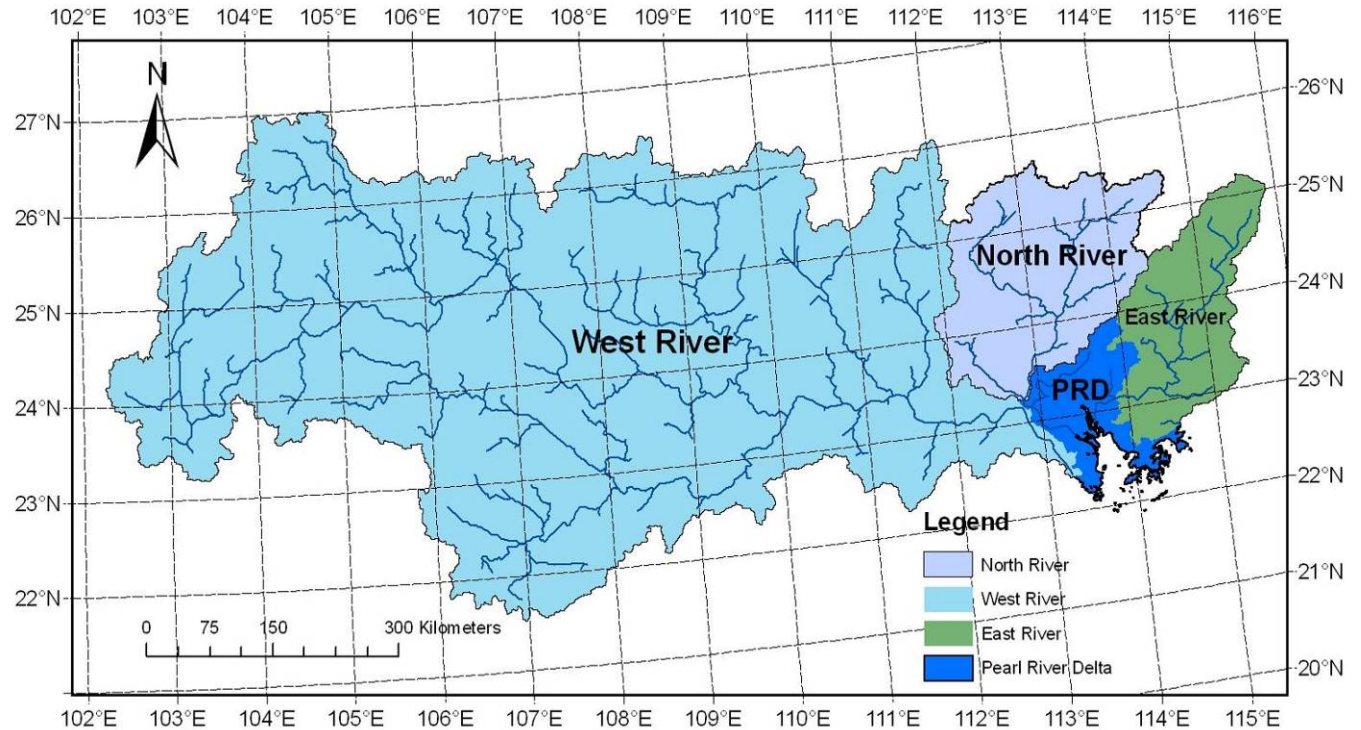 102°E 103°E 104°E 105°E 106°E 107°E 108°E 109°E 110°E 111°E 112°E 113°E 114°E 115°E 116°E
N
26°N
27°N
26°N
25°N
North River
24°N
25°N
East River
West River
23°N
24°N
PRD
22°N
23°N
Legend
North River
21°N
22°N
West River
0 75 150 300 Kilometers
East River
Pearl River Delta
20°N
102°E 103°E 104°E 105°E 106°E 107°E 108°E 109°E 110°E 111°E 112°E 113°E 114°E 115°E